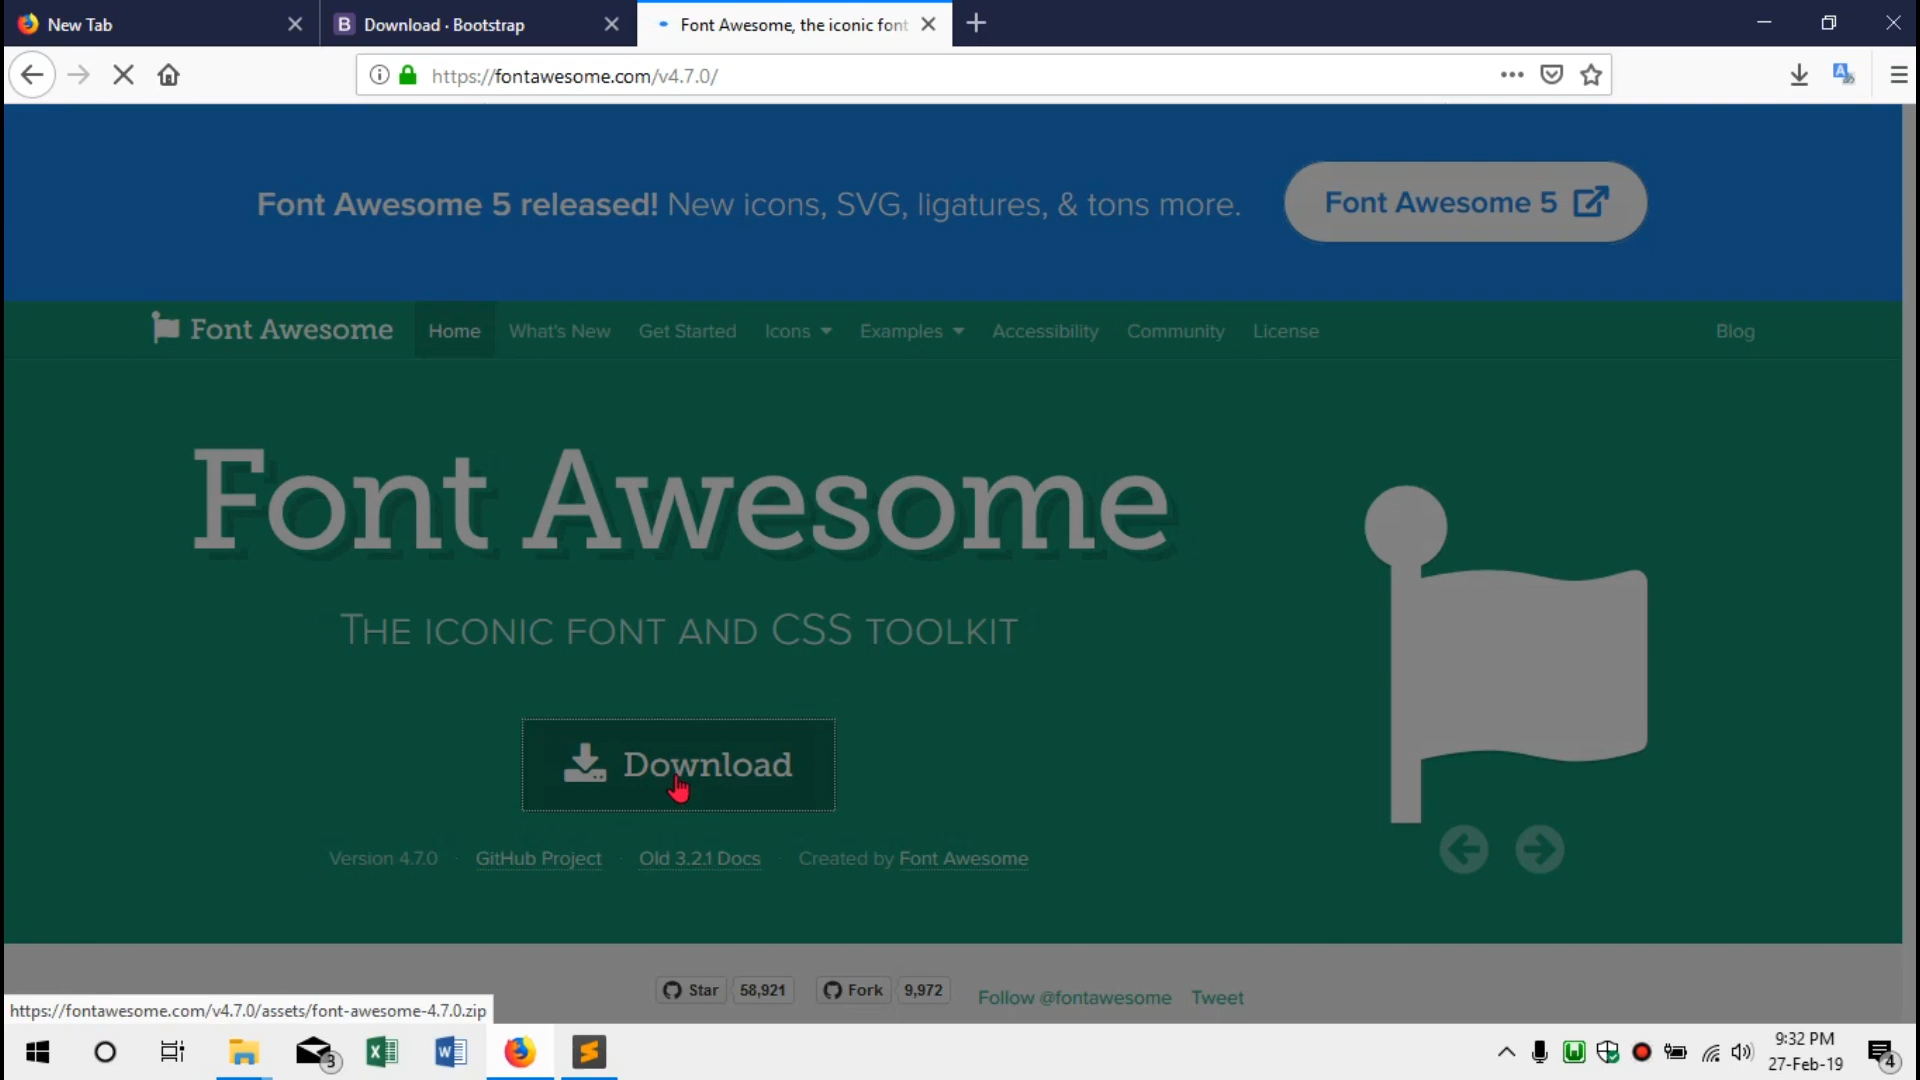 New Tab
Download · Bootstrap
Font Awesome, the iconic font
https://fontawesome.com/v4.7.0/
Font Awesome 5 released! New icons, SVG, ligatures, & tons more.
Font Awesome 5
Font Awesome
Home
What's New
Get Started
Icons
Examples
Accessibility
Community
License
Blog
Font Awesome
THE ICONIC FONT AND CSS TOOLKIT
Download
Version 4.7.0 · GitHub Project · Old 3.2.1 Docs · Created by Font Awesome
Star
58,921
Fork
9,972
Follow @fontawesome
Tweet
https://fontawesome.com/v4.7.0/assets/font-awesome-4.7.0.zip
3
9:32 PM
27-Feb-19
4